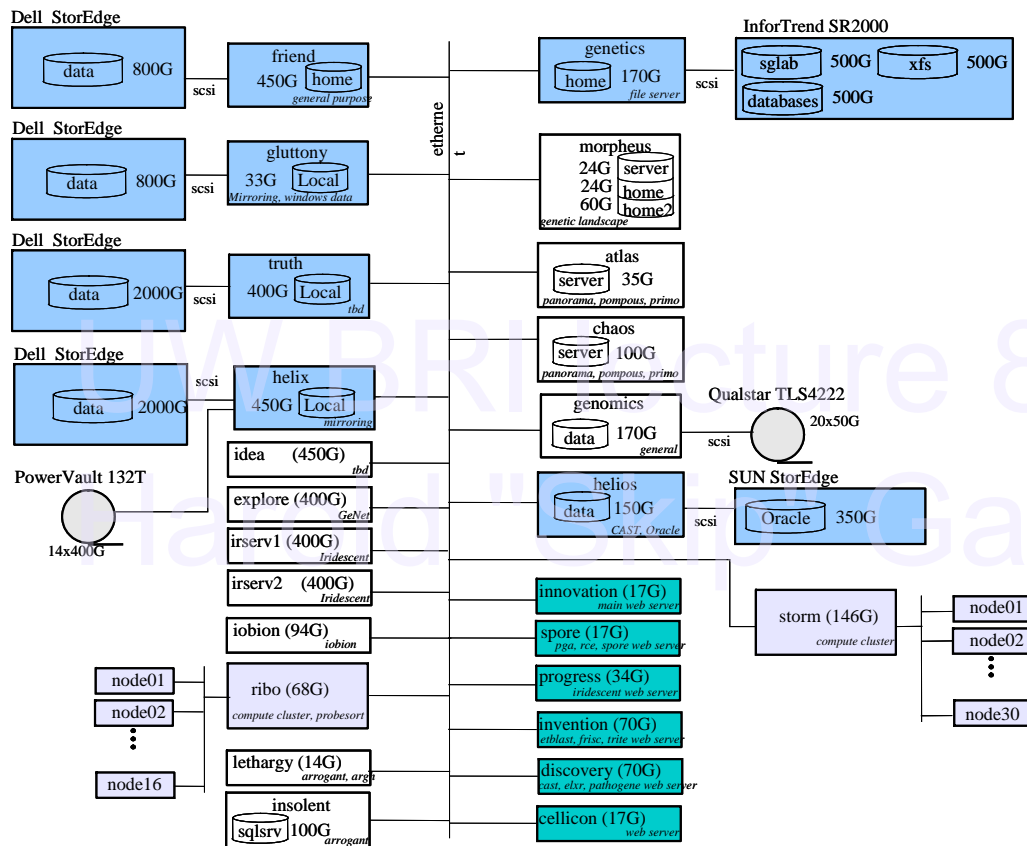 Dell StorEdge
data 800G
scsi
friend
450G home
general purpose
Dell StorEdge
data 800G
scsi
gluttony
33G Local
Mirroring, windows data
Dell StorEdge
data 2000G
scsi
truth
400G Local
tbd
Dell StorEdge
data 2000G
scsi
helix
450G Local
mirroring
PowerVault 132T
14x400G
idea (450G)
tbd
explore (400G)
GeNet
irserv1 (400G)
Iridescent
irserv2 (400G)
Iridescent
iobion (94G)
iobion
node01
node02
node16
ribo (68G)
compute cluster, probesort
lethargy (14G)
arrogant, argh
insolent
sqlsrv 100G
arrogant
etherne
t
genetics
home 170G
file server
scsi
InforTrend SR2000
sglab 500G xfs 500G
databases 500G
morpheus
24G server
24G home
60G home2
genetic landscape
atlas
server 35G
panorama, pompous, primo
chaos
server 100G
panorama, pompous, primo
genomics
data 170G
general
scsi
Qualstar TLS4222
20x50G
helios
data 150G
CAST, Oracle
scsi
SUN StorEdge
Oracle 350G
innovation (17G)
main web server
spore (17G)
pga, rce, spore web server
progress (34G)
iridescent web server
invention (70G)
etblast, frisc, trite web server
discovery (70G)
cast, elxr, pathogene web server
cellicon (17G)
web server
storm (146G)
compute cluster
node01
node02
node30
UW BRI lecture 8
Harold "Skip" Ga